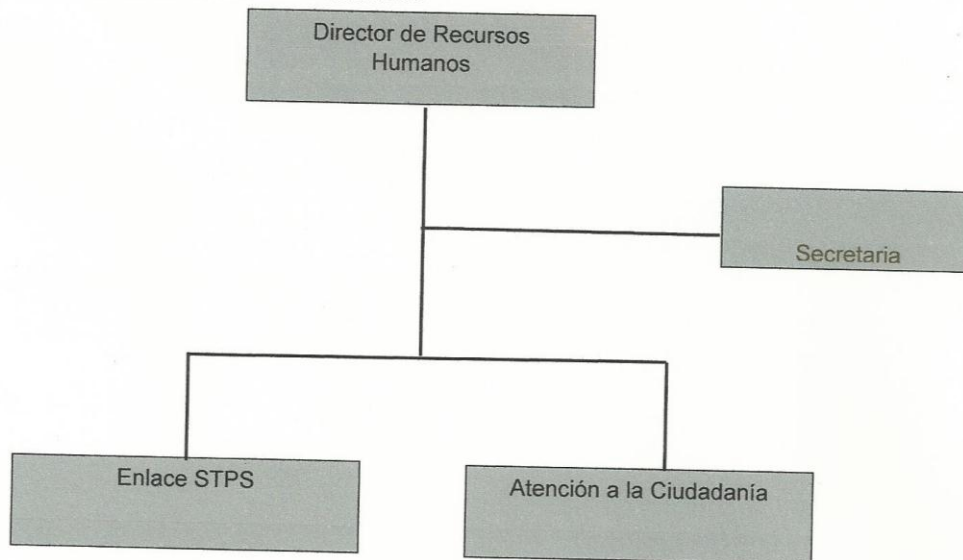 Director de Recursos
Humanos
Secretaria
Enlace STPS
Atención a la Ciudadanía